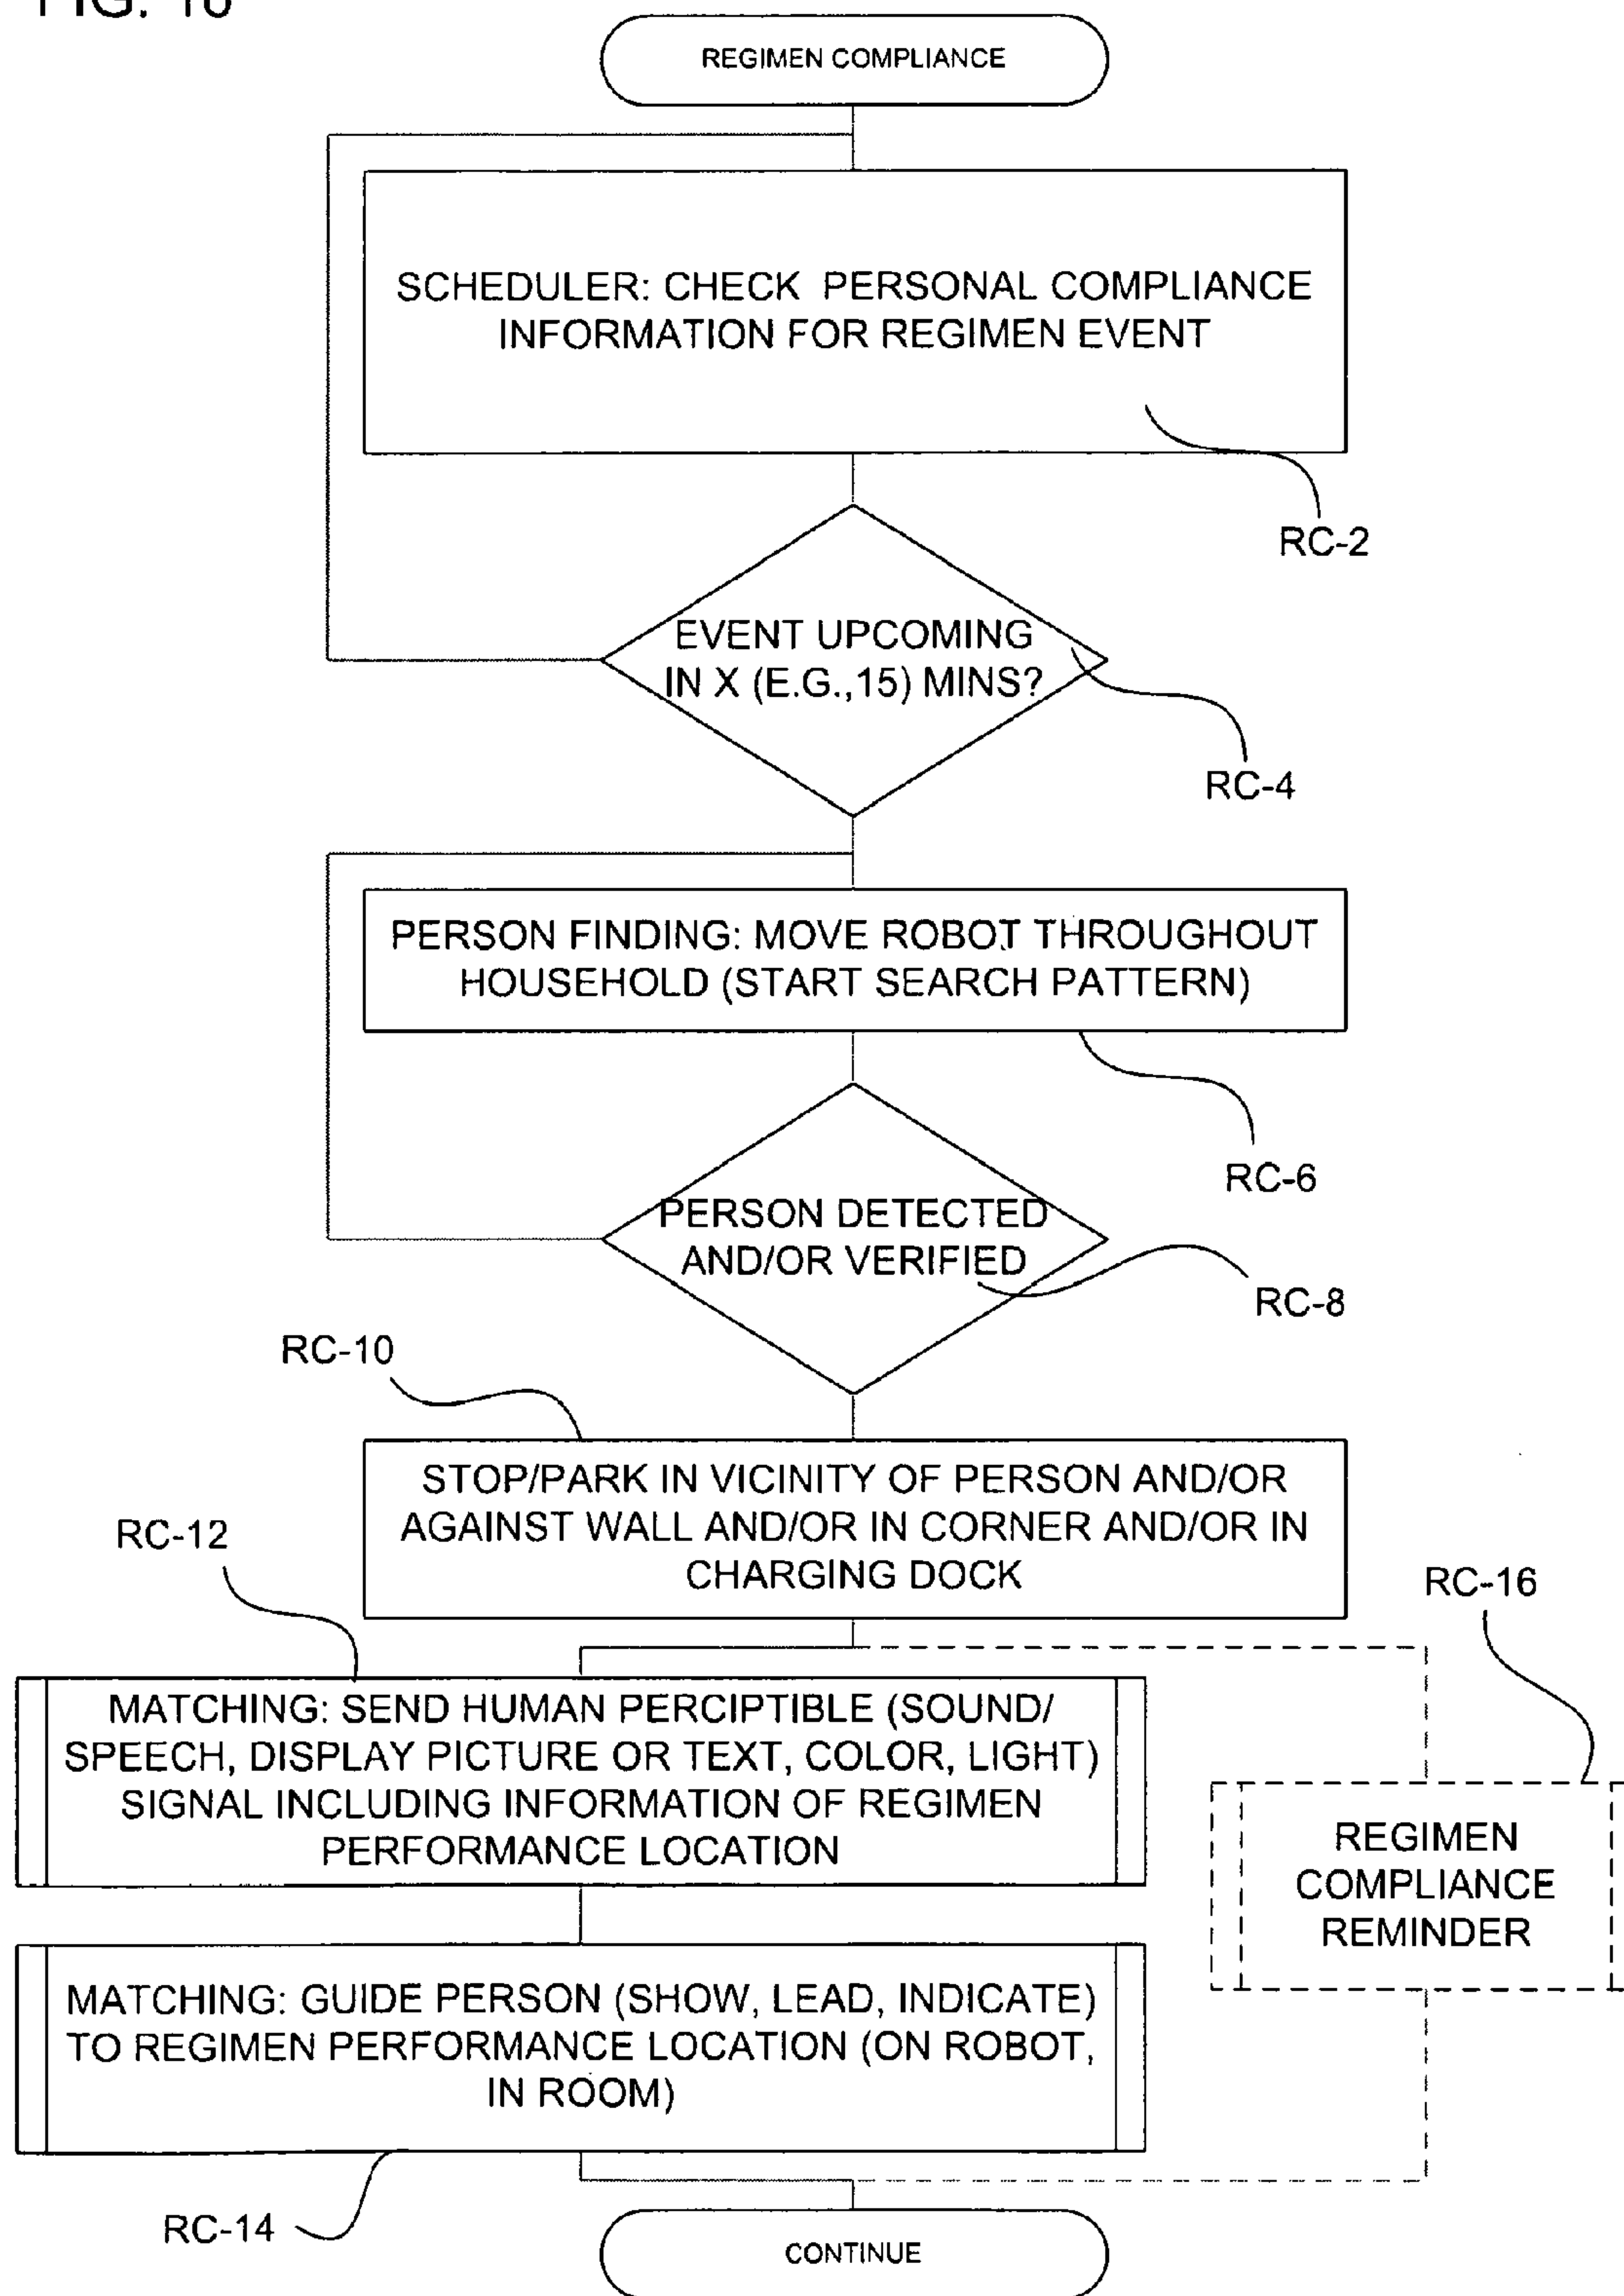 FIG.
REGIMEN COMPLIANCE
SCHEDULER: CHECK PERSONAL COMPLIANCE
INFORMATION FOR REGIMEN EVENT
RC-2
EVENT UPCOMING
IN X (E.G.,15) MINS?
RC-4
PERSON FINDING: MOVE ROBOT THROUGHOUT
HOUSEHOLD (START SEARCH PATTERN)
RC-6
PERSON DETECTED
AND/OR VERIFIED
RC-8
RC-10
STOP/PARK IN VICINITY OF PERSON AND/OR
AGAINST WALL AND/OR IN CORNER AND/OR IN
CHARGING DOCK
RC-12
RC-16
MATCHING: SEND HUMAN PERCIPTIBLE (SOUND/
SPEECH, DISPLAY PICTURE OR TEXT, COLOR, LIGHT)
SIGNAL INCLUDING INFORMATION OF REGIMEN
PERFORMANCE LOCATION
REGIMEN
COMPLIANCE
REMINDER
MATCHING: GUIDE PERSON (SHOW, LEAD, INDICATE)
TO REGIMEN PERFORMANCE LOCATION (ON ROBOT,
IN ROOM)
RC-14
CONTINUE